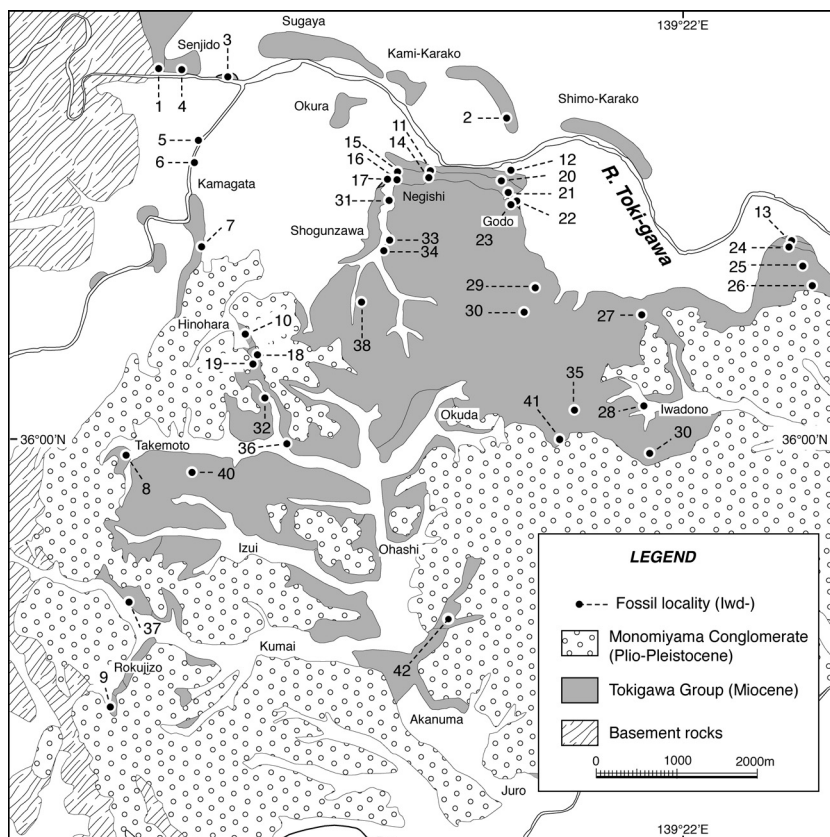 139°22'E
Sugaya
Senjido
3
Kami-Karako
1
4
Okura
2
Shimo-Karako
5
6
11
14
15
16
17
12
20
21
22
Kamagata
Negishi
R. Toki-gawa
31
Godo
7
Shogunzawa
33
34
23
13
24
25
26
29
30
27
Hinohara
10
38
18
19
35
32
Okuda
41
28
Iwadono
36°00'N
Takemoto
36
36°00'N
8
40
30
Izui
Ohashi
37
Kumai
42
Rokujizo
9
Akanuma
Juro
LEGEND
Fossil locality (Iwd-)
Monomiyama Conglomerate
(Plio-Pleistocene)
Tokigawa Group (Miocene)
Basement rocks
0 1000 2000m
139°22'E